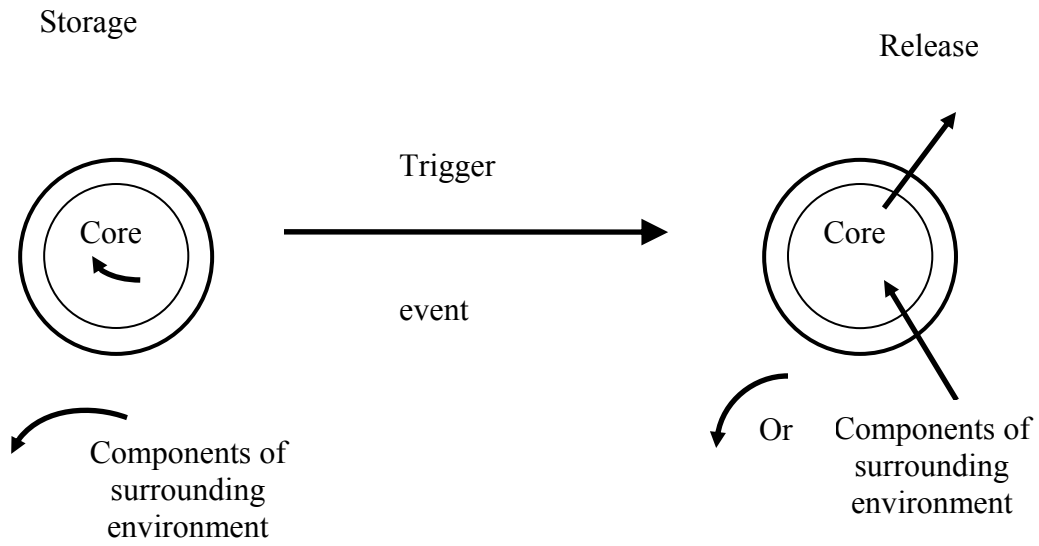 Storage
Release
Trigger
Core
Core
event
Or
Components of
surrounding
environment
Components of
surrounding
environment